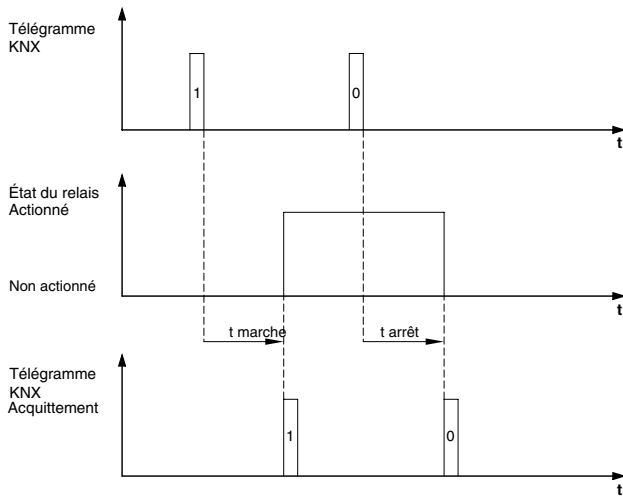 Télégramme
KNX
1
0
t
État du relais
Actionné
Non actionné
t
t marche
t arrêt
Télégramme
KNX
Acquittement
1
0
t